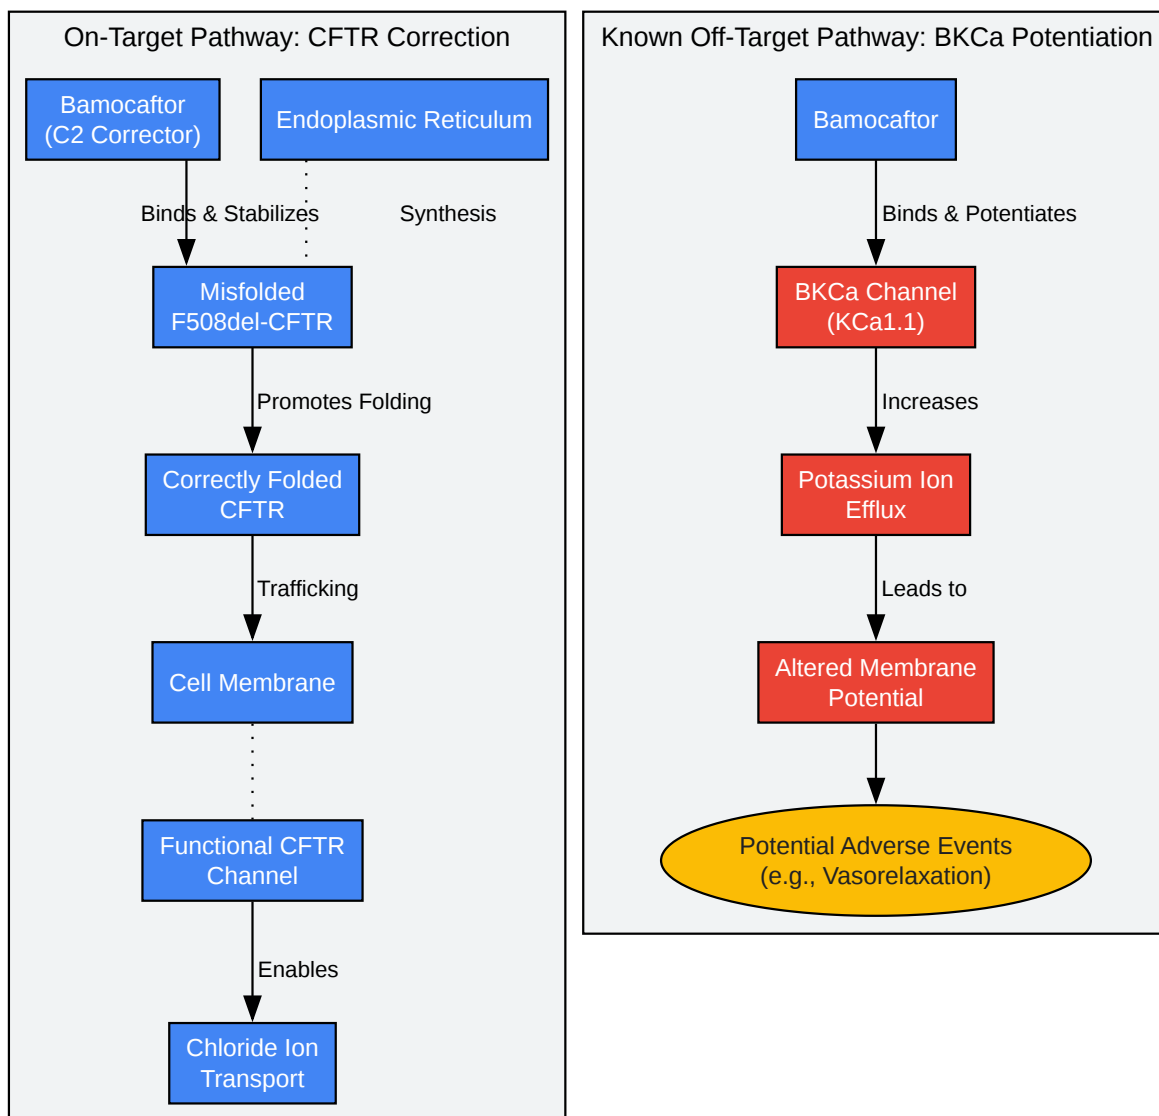 On-Target Pathway: CFTR Correction
Bamocaftor
(C2 Corrector)
Endoplasmic Reticulum
Binds & Stabilizes
Synthesis
Misfolded
F508del-CFTR
Promotes Folding
Correctly Folded
CFTR
Trafficking
Cell Membrane
Functional CFTR
Channel
Enables
Chloride Ion
Transport
Known Off-Target Pathway: BKCa Potentiation
Bamocaftor
Binds & Potentiates
BKCa Channel
(KCa1.1)
Increases
Potassium Ion
Efflux
Leads to
Altered Membrane
Potential
Potential Adverse Events
(e.g., Vasorelaxation)